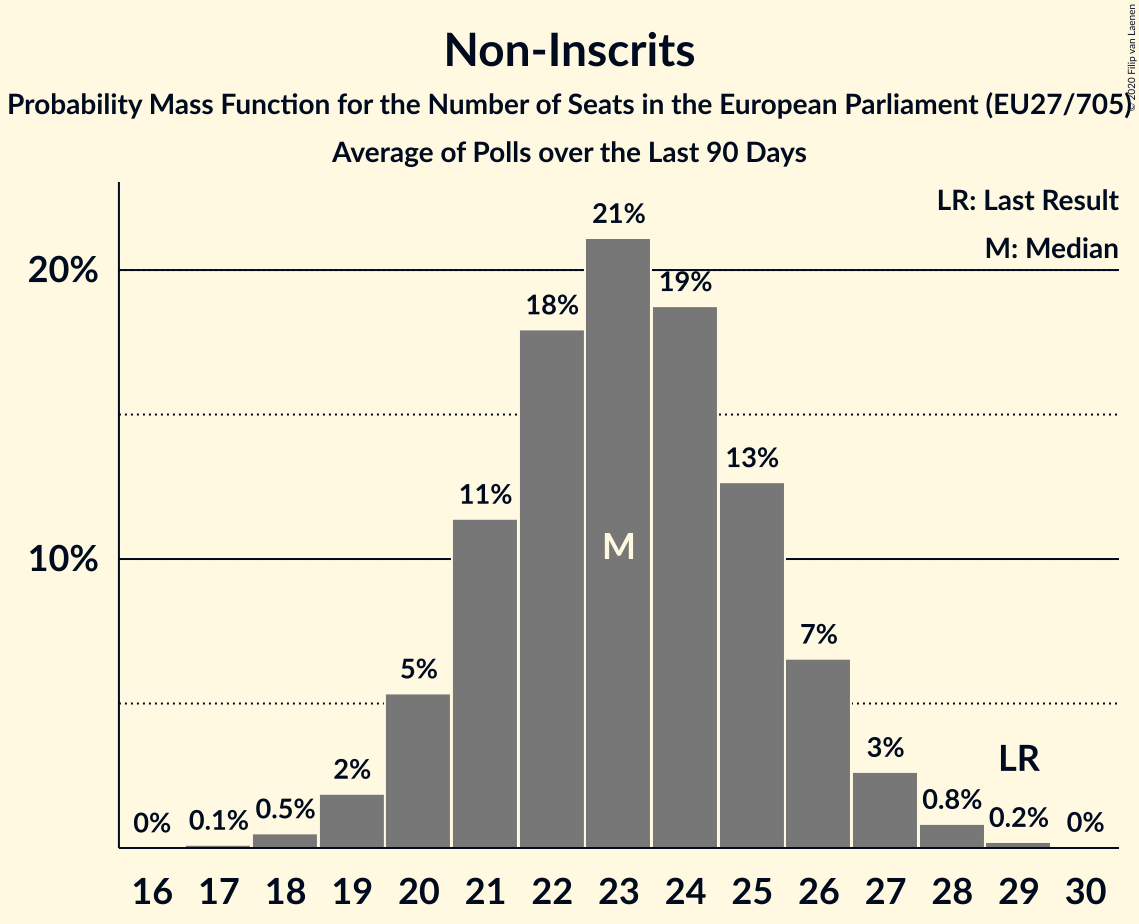 Non-Inscrits
Probability Mass Function for the Number of Seats in the European Parliament (EU27/705)
Average of Polls over the Last 90 Days
© 2020 Filip van Laenen
LR: Last Result
M: Median
20%
10%
0%
0.1%
0.5%
2%
5%
11%
18%
21%
19%
13%
7%
3%
0.8%
0.2%
0%
M
LR
16 17 18 19 20 21 22 23 24 25 26 27 28 29 30